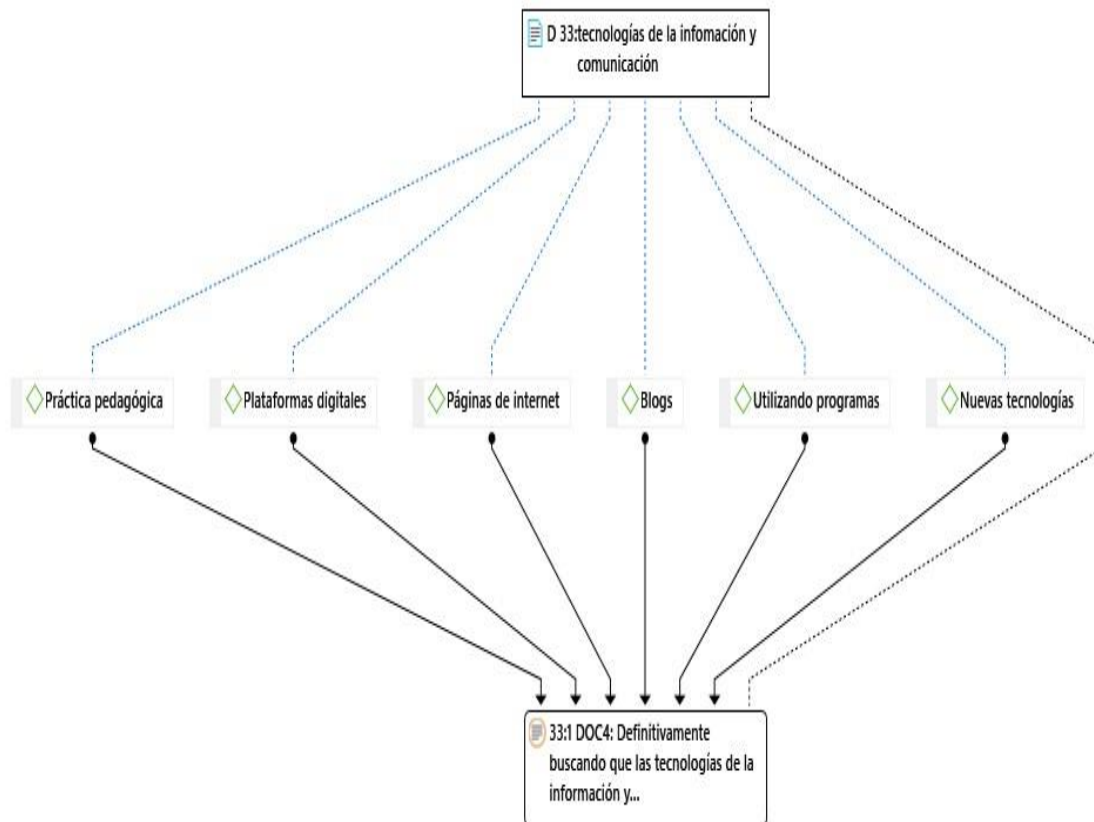 D 33:tecnologías de la infomación y
comunicación
Práctica pedagógica
Plataformas digitales
Páginas de internet
Blogs
Utilizando programas
Nuevas tecnologías
33:1 DOC4: Definitivamente
buscando que las tecnologías de la
información y...